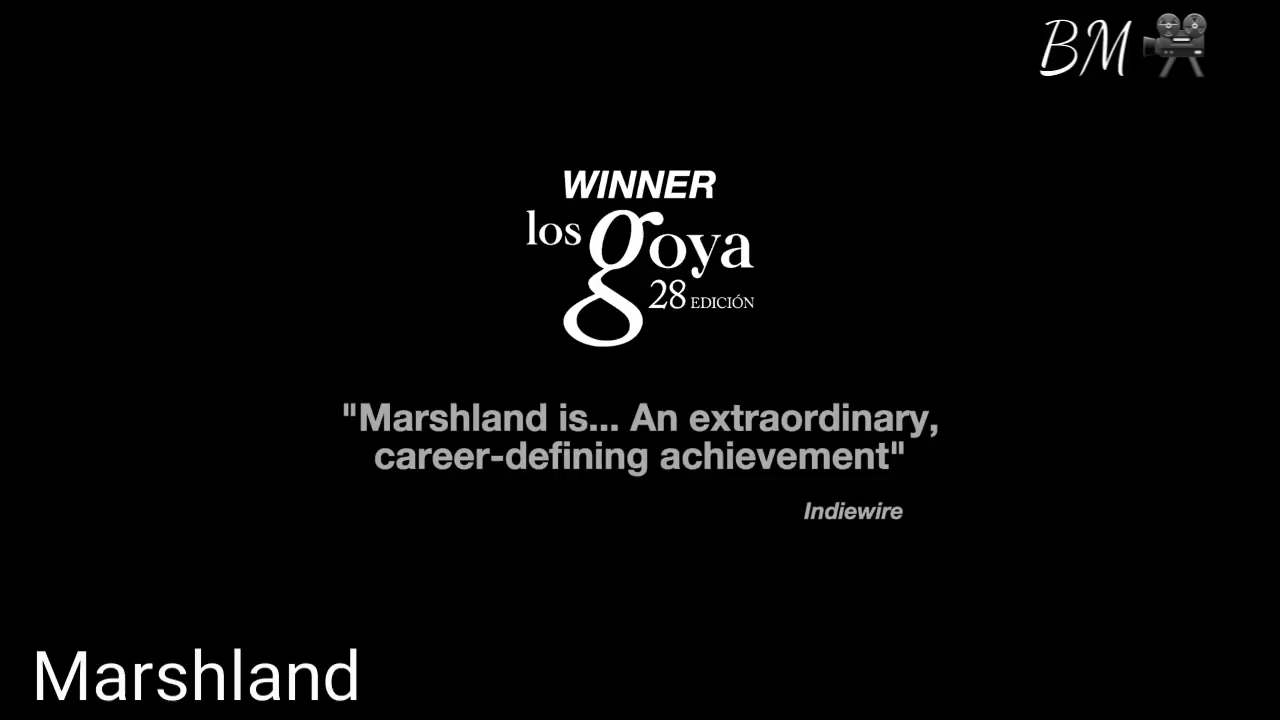 BM
WINNER
los goya
28 EDICIÓN
"Marshland is... An extraordinary,
career-defining achievement"
Indiewire
Marshland